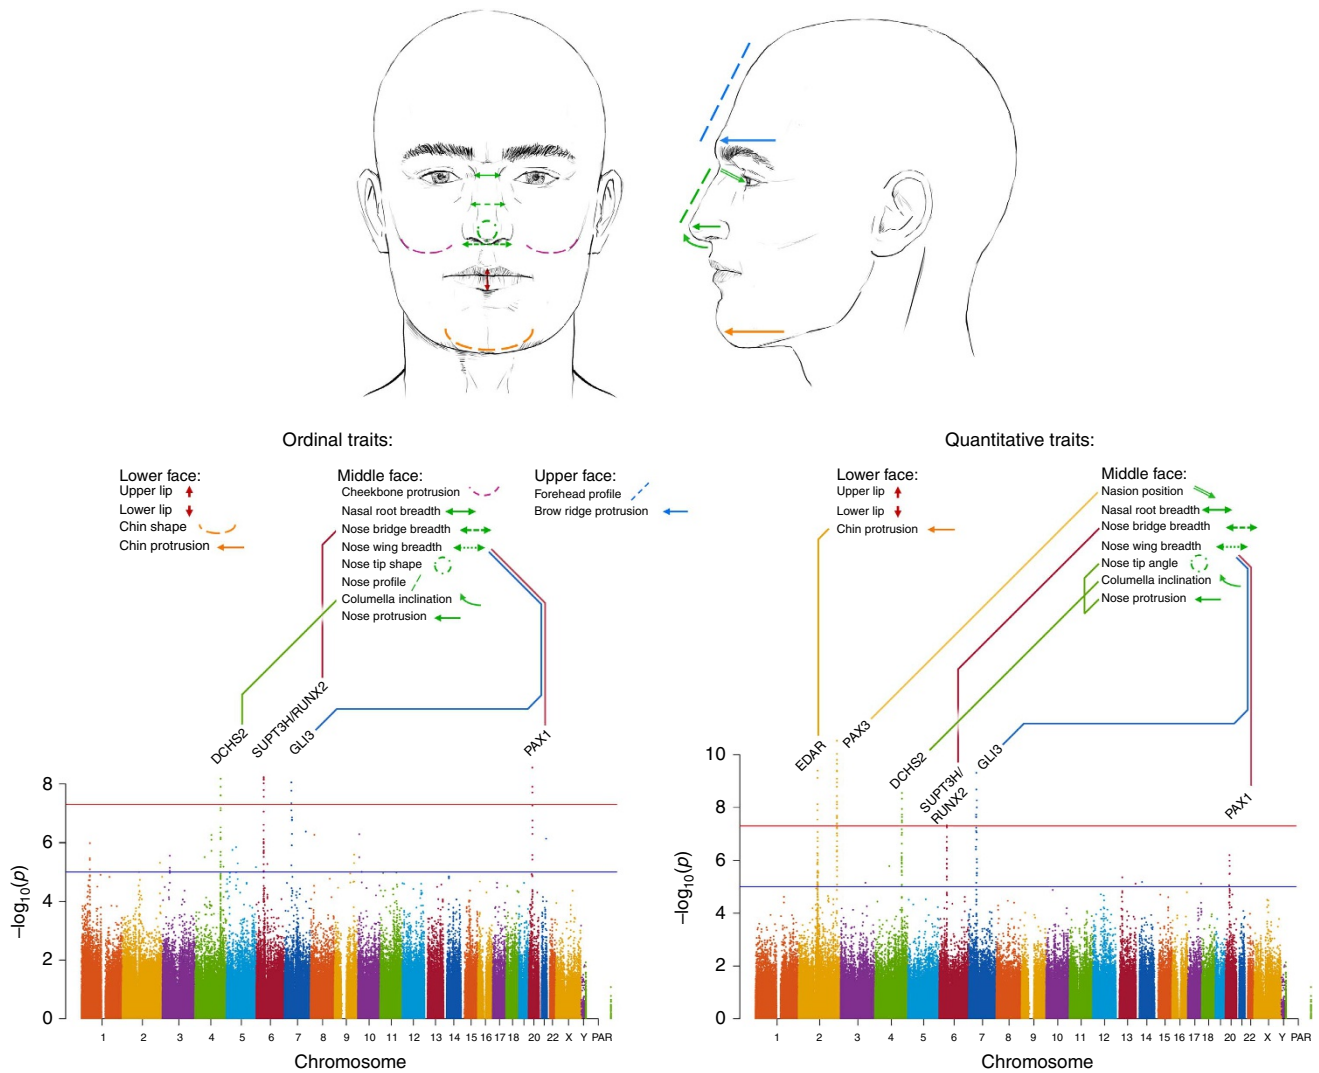 Ordinal traits:
Lower face:
Upper lip
Lower lip
Chin shape
Chin protrusion
Middle face:
Cheekbone protrusion
Nasal root breadth
Nose bridge breadth
Nose wing breadth
Nose tip shape
Nose profile
Columella inclination
Nose protrusion
Upper face:
Forehead profile
Brow ridge protrusion
DCHS2
SUPT3H/RUNX2
GLI3
PAX1
8
6
4
2
0
–log10(p)
1 2 3 4 5 6 7 8 9 10 11 12 13 14 15 16 17 18 19 20 22 X Y PAR
Chromosome
Quantitative traits:
Lower face:
Upper lip
Lower lip
Chin protrusion
Middle face:
Nasion position
Nasal root breadth
Nose bridge breadth
Nose wing breadth
Nose tip angle
Columella inclination
Nose protrusion
EDAR
PAX3
DCHS2
SUPT3H/
RUNX2
GLI3
PAX1
10
8
6
4
2
0
–log10(p)
1 2 3 4 5 6 7 8 9 10 11 12 13 14 15 16 17 18 19 20 22 X Y PAR
Chromosome